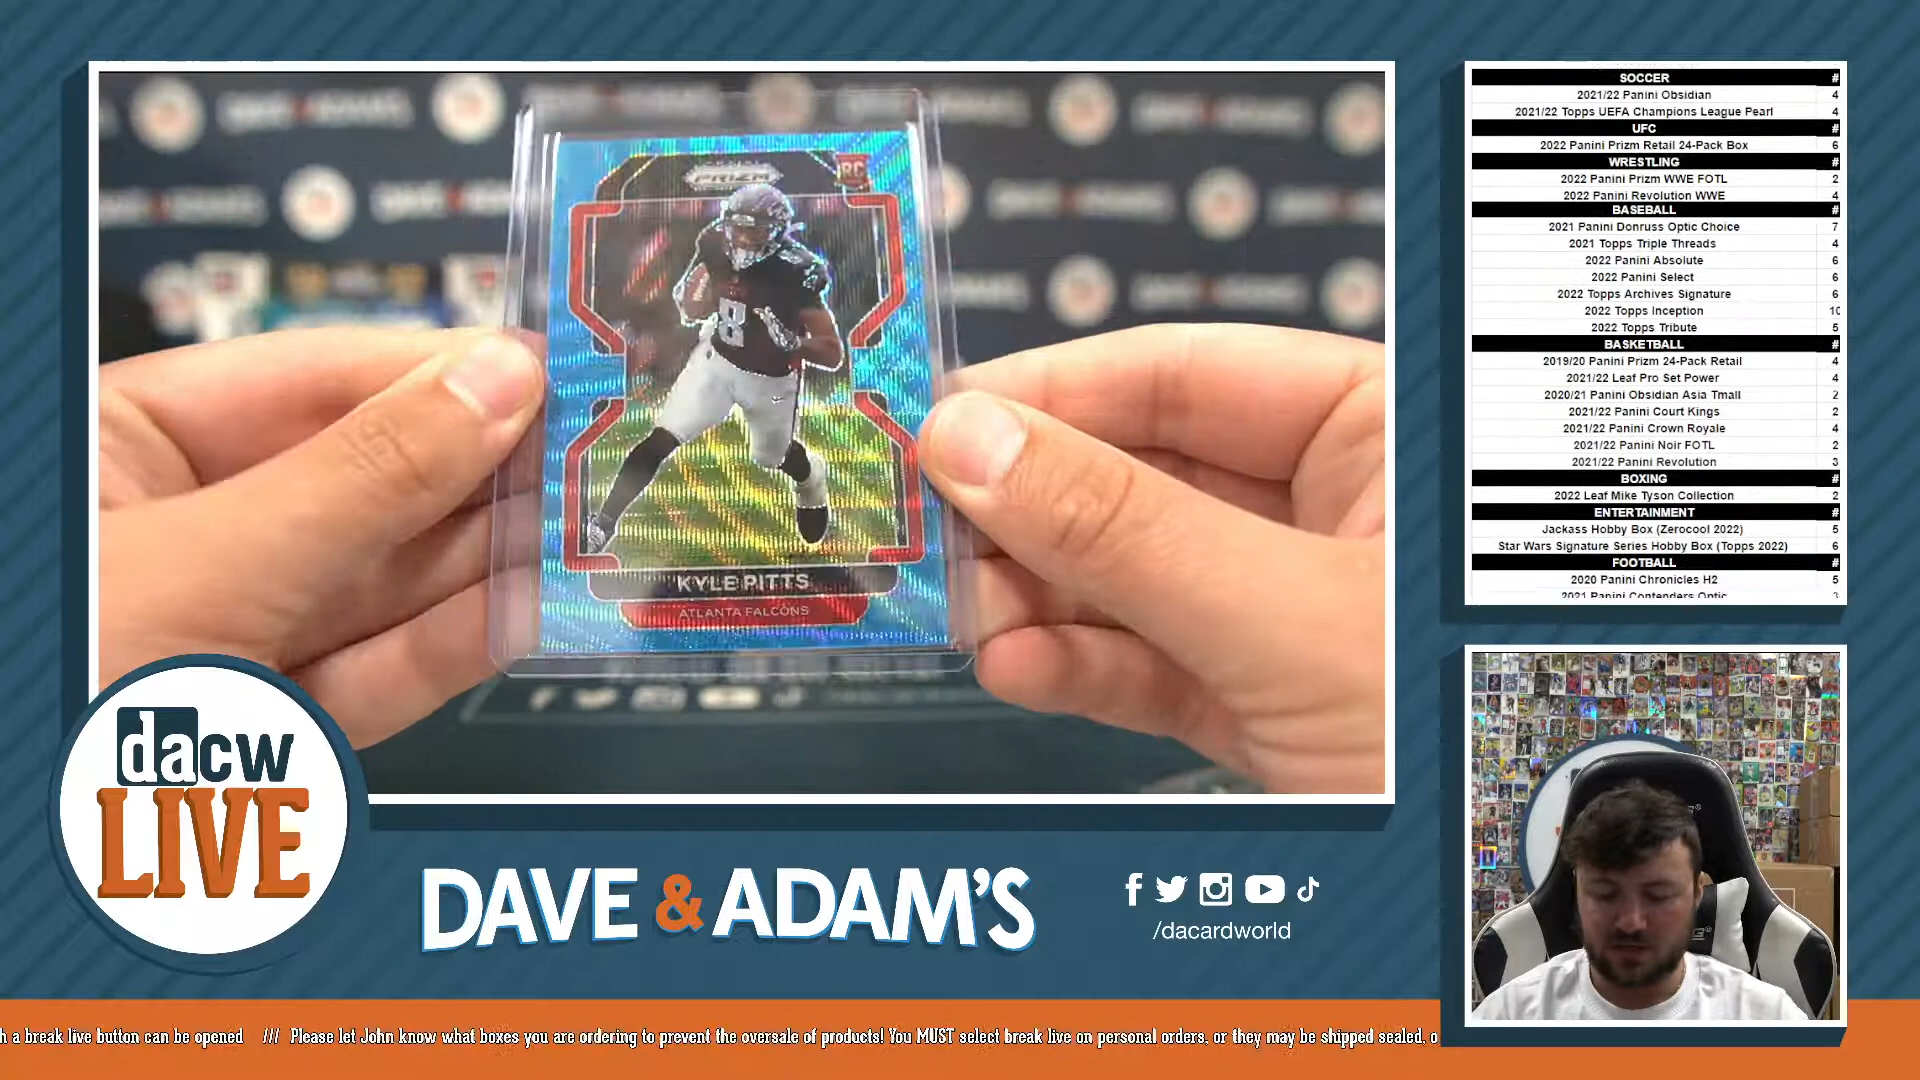 PRIZM
RC
8
KYLE PITTS
ATLANTA FALCONS
dacw
LIVE
DAVE & ADAM'S
/dacardworld
SOCCER #
2021/22 Panini Obsidian 4
2021/22 Topps UEFA Champions League Pearl 4
UFC #
2022 Panini Prizm Retail 24-Pack Box 6
WRESTLING #
2022 Panini Prizm WWE FOTL 2
2022 Panini Revolution WWE 4
BASEBALL #
2021 Panini Donruss Optic Choice 7
2021 Topps Triple Threads 4
2022 Panini Absolute 6
2022 Panini Select 6
2022 Topps Archives Signature 6
2022 Topps Inception 10
2022 Topps Tribute 5
BASKETBALL #
2019/20 Panini Prizm 24-Pack Retail 4
2021/22 Leaf Pro Set Power 4
2020/21 Panini Obsidian Asia Tmall 2
2021/22 Panini Court Kings 2
2021/22 Panini Crown Royale 4
2021/22 Panini Noir FOTL 2
2021/22 Panini Revolution 3
BOXING #
2022 Leaf Mike Tyson Collection 2
ENTERTAINMENT #
Jackass Hobby Box (Zerocool 2022) 5
Star Wars Signature Series Hobby Box (Topps 2022) 6
FOOTBALL #
2020 Panini Chronicles H2 5
2021 Panini Contenders Optic 3
h a break live button can be opened /// Please let John know what boxes you are ordering to prevent the oversale of products! You MUST select break live on personal orders, or they may be shipped sealed, o